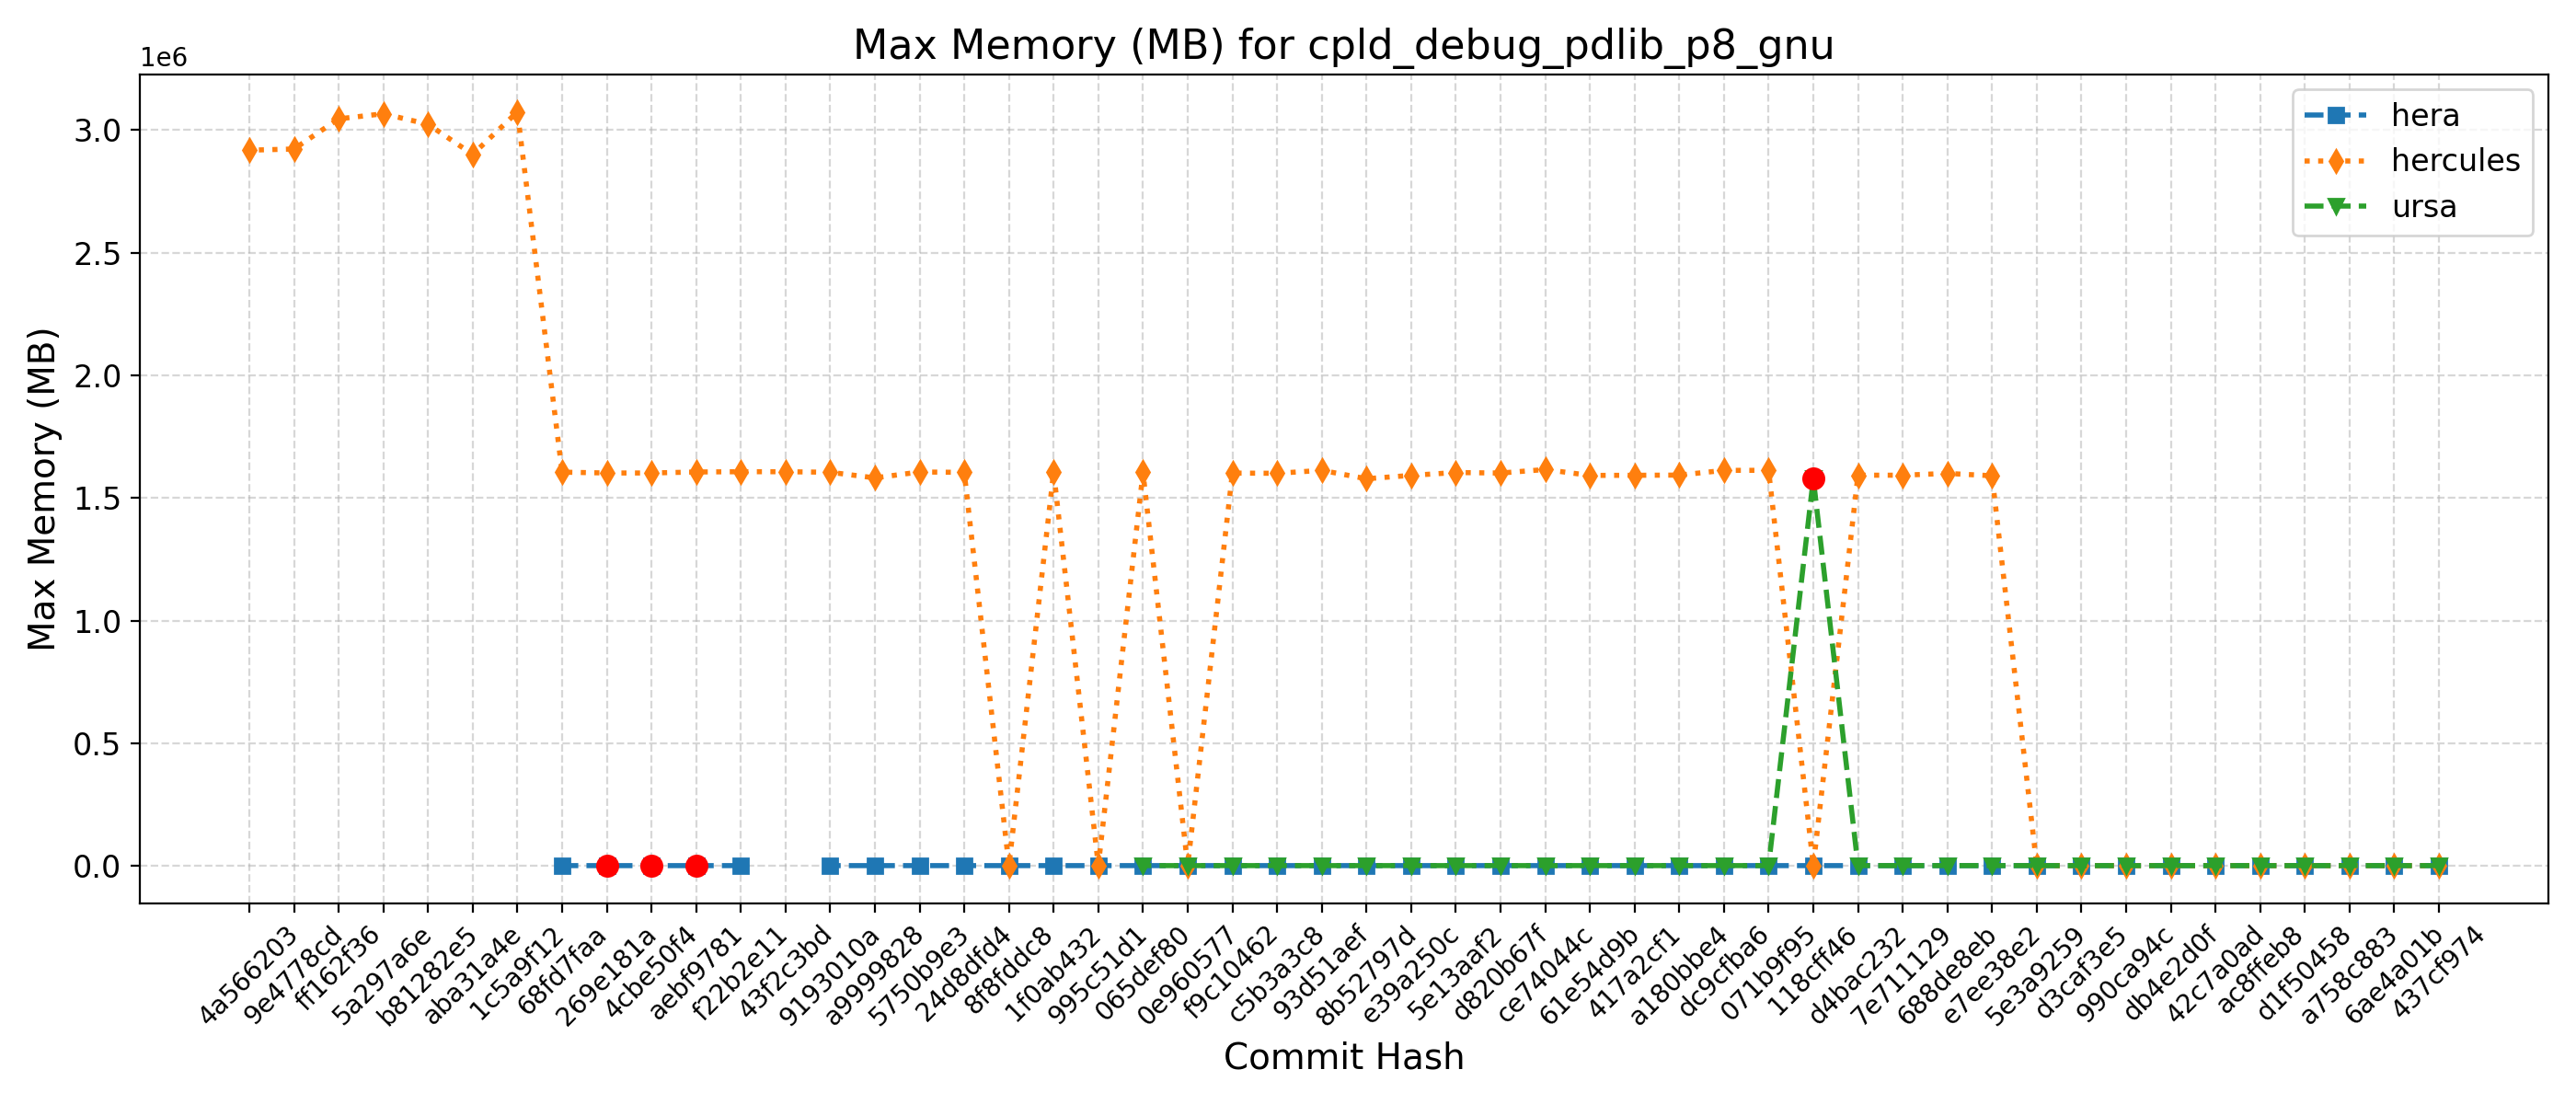 Max Memory (MB) for cpld_debug_pdlib_p8_gnu
1e6
3.0
2.5
2.0
1.5
1.0
0.5
0.0
Max Memory (MB)
hera
hercules
ursa
4a566203
9e4778cd
ff162f36
5a297a6e
b81282e5
aba31a4e
1c5a9f12
68fd7faa
269e181a
4cbe50f4
aebf9781
f22b2e11
43f2c3bd
9193010a
a9999828
5750b9e3
24d8dfd4
8f8fddc8
1f0ab432
995c51d1
065def80
0e960577
f9c10462
c5b3a3c8
93d51aef
8b52797d
e39a250c
5e13aaf2
d820b67f
ce74044c
61e54d9b
417a2cf1
a180bbe4
dc9cfba6
071b9f95
118cff46
d4bac232
7e711129
688de8eb
e7ee38e2
5e3a9259
d3caf3e5
990ca94c
db4e2d0f
42c7a0ad
ac8ffeb8
d1f50458
a758c883
6ae4a01b
437cf974
Commit Hash